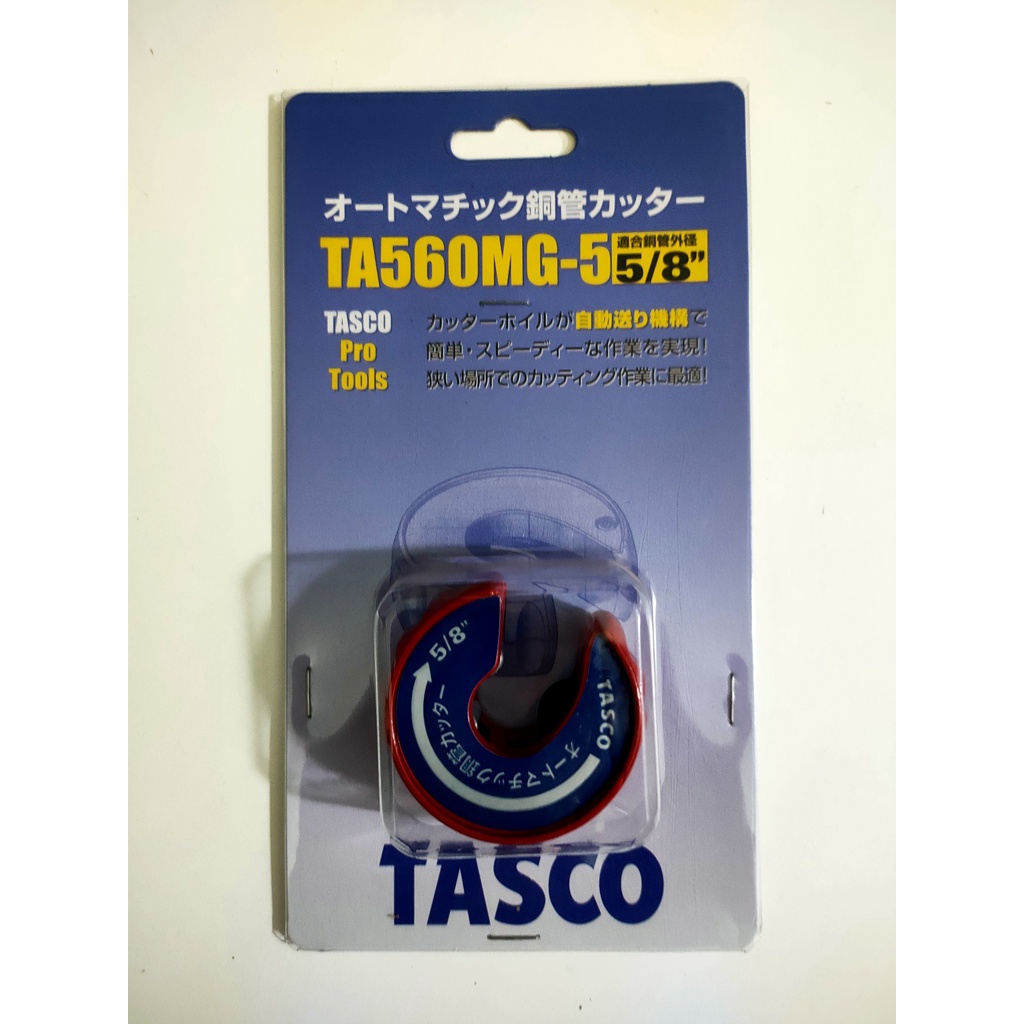 オートマチック銅管カッター
TA560MG-5 適合銅管外径 5/8"
TASCO
Pro
Tools
カッターホイルが自動送り機構で
簡単・スピーディーな作業を実現!
狭い場所でのカッティング作業に最適!
5/8"
オートマチック銅管カッター
TASCO
TASCO